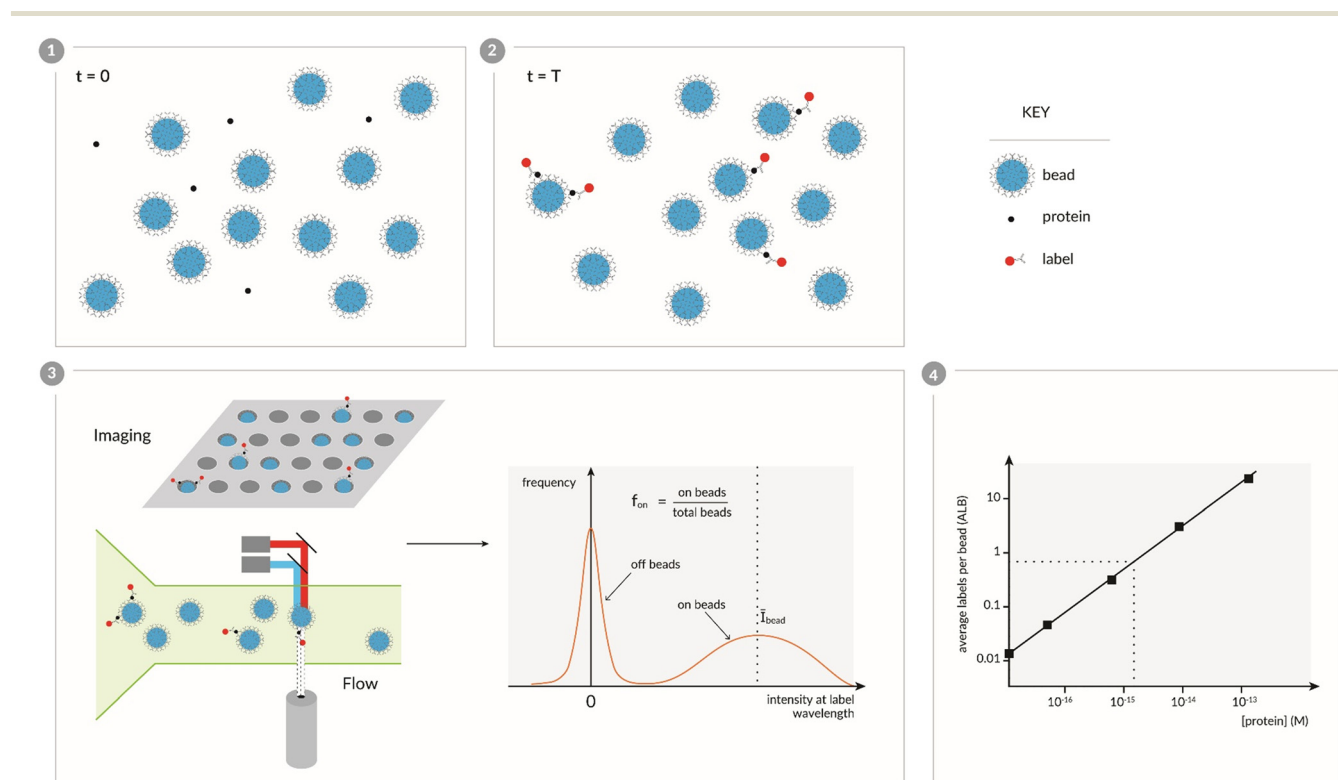 1
t = 0
2
t = T
KEY
bead
protein
label
3
Imaging
Flow
frequency
f_on = on beads / total beads
off beads
on beads
Ī_bead
0
intensity at label
wavelength
4
average labels per bead (ALB)
10
1
0.1
0.01
10⁻¹⁶
10⁻¹⁵
10⁻¹⁴
10⁻¹³
[protein] (M)